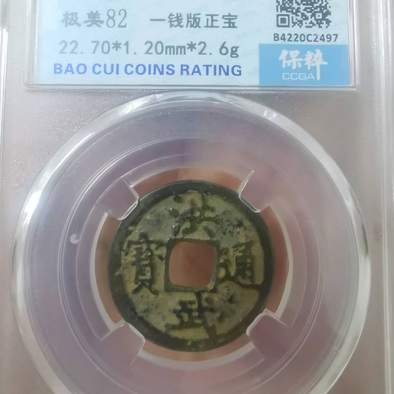 极美82 一钱版正宝
22.70*1.20mm*2.6g
BAO CUI COINS RATING
B4220C2497
保粹
CCGA
洪武通寶